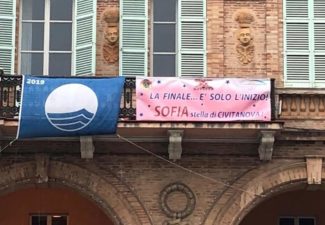 2019
LA FINALE... E' SOLO L'INIZIO!
SOFIA stella di CIVITANOVA!